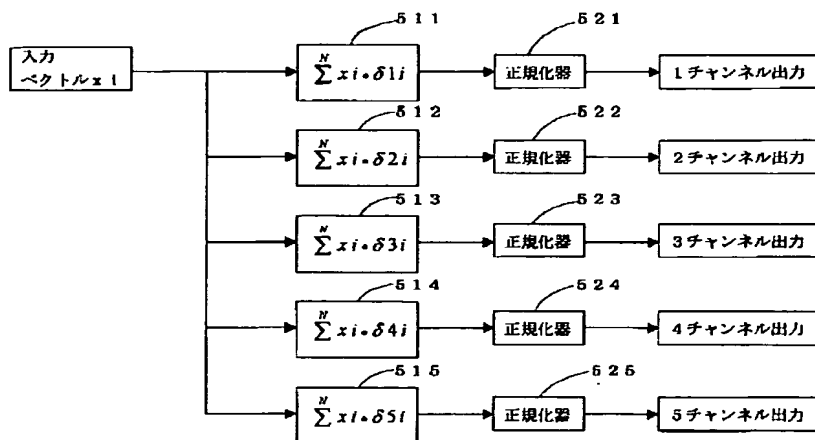 511 521
入力
ベクトルxi
N
∑ xi • δ1i
正規化器
1チャンネル出力
512 522
N
∑ xi • δ2i
正規化器
2チャンネル出力
513 523
N
∑ xi • δ3i
正規化器
3チャンネル出力
514 524
N
∑ xi • δ4i
正規化器
4チャンネル出力
515 525
N
∑ xi • δ5i
正規化器
5チャンネル出力